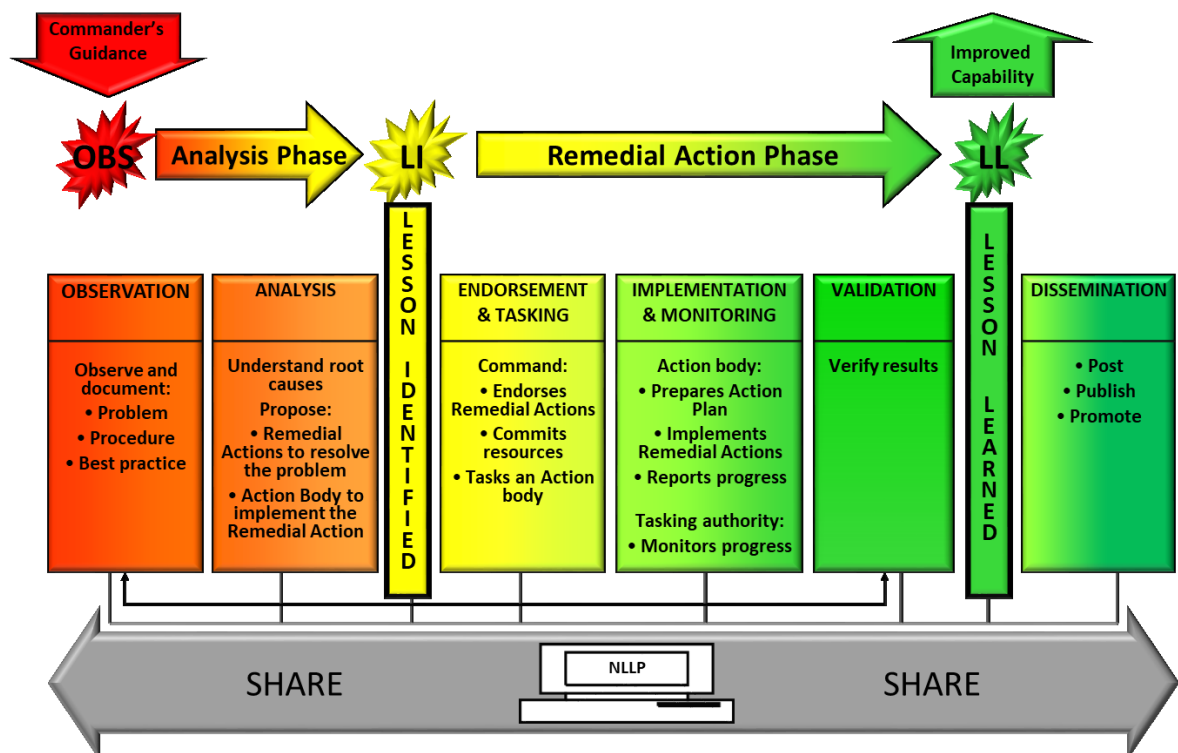 Commander's
Guidance
Improved
Capability
OBS
Analysis Phase
LI
Remedial Action Phase
LL
OBSERVATION
Observe and
document:
• Problem
• Procedure
• Best practice
ANALYSIS
Understand root
causes
Propose:
• Remedial
Actions to resolve
the problem
• Action Body to
implement the
Remedial Action
LESSON IDENTIFIED
ENDORSEMENT
& TASKING
Command:
• Endorses
Remedial Actions
• Commits
resources
• Tasks an Action
body
IMPLEMENTATION
& MONITORING
Action body:
• Prepares Action
Plan
• Implements
Remedial Actions
• Reports progress
Tasking authority:
• Monitors progress
VALIDATION
Verify results
LESSON LEARNED
DISSEMINATION
• Post
• Publish
• Promote
SHARE
NLLP
SHARE